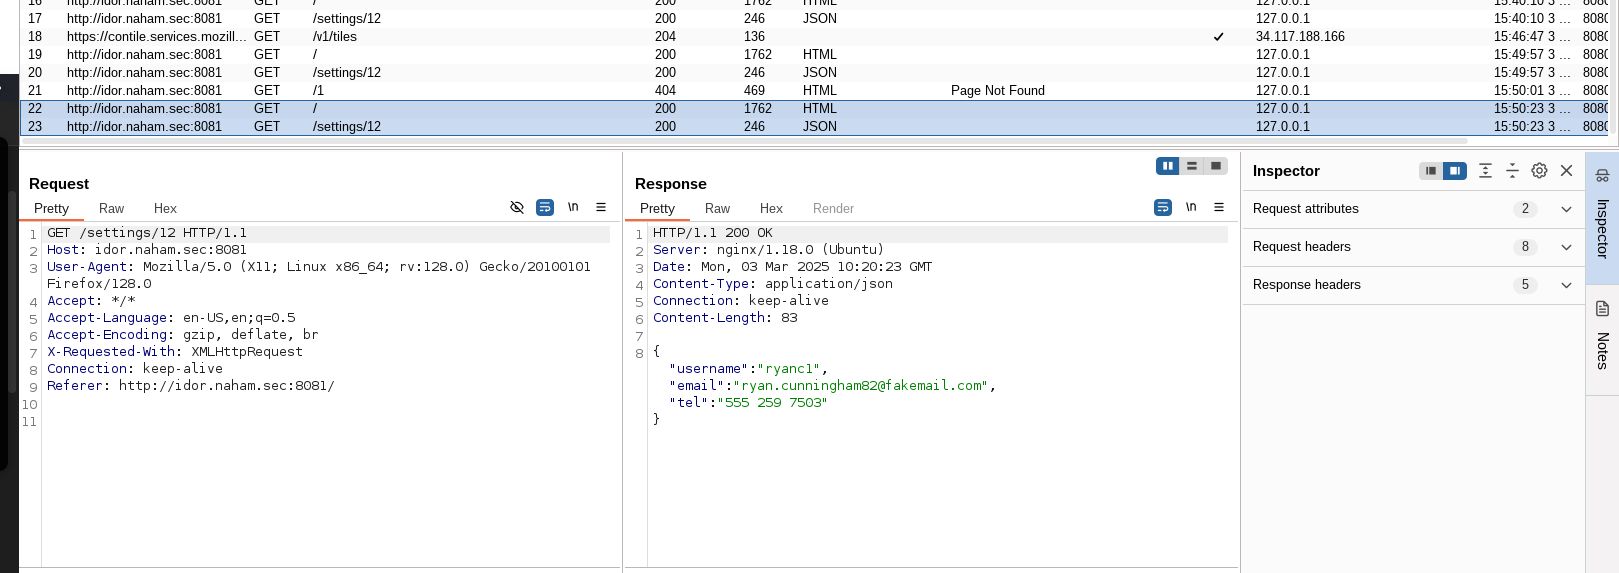 16 http://idor.naham.sec:8081 GET / 200 1762 HTML 127.0.0.1 15:40:10 3 ... 8080
17 http://idor.naham.sec:8081 GET /settings/12 200 246 JSON 127.0.0.1 15:40:10 3 ... 8080
18 https://contile.services.mozill... GET /v1/tiles 204 136 ✓ 34.117.188.166 15:46:47 3 ... 8080
19 http://idor.naham.sec:8081 GET / 200 1762 HTML 127.0.0.1 15:49:57 3 ... 8080
20 http://idor.naham.sec:8081 GET /settings/12 200 246 JSON 127.0.0.1 15:49:57 3 ... 8080
21 http://idor.naham.sec:8081 GET /1 404 469 HTML Page Not Found 127.0.0.1 15:50:01 3 ... 8080
22 http://idor.naham.sec:8081 GET / 200 1762 HTML 127.0.0.1 15:50:23 3 ... 8080
23 http://idor.naham.sec:8081 GET /settings/12 200 246 JSON 127.0.0.1 15:50:23 3 ... 8080
Request
Pretty Raw Hex \n
1 GET /settings/12 HTTP/1.1
2 Host: idor.naham.sec:8081
3 User-Agent: Mozilla/5.0 (X11; Linux x86_64; rv:128.0) Gecko/20100101
Firefox/128.0
4 Accept: */*
5 Accept-Language: en-US,en;q=0.5
6 Accept-Encoding: gzip, deflate, br
7 X-Requested-With: XMLHttpRequest
8 Connection: keep-alive
9 Referer: http://idor.naham.sec:8081/
10
11
Response
Pretty Raw Hex Render \n
1 HTTP/1.1 200 OK
2 Server: nginx/1.18.0 (Ubuntu)
3 Date: Mon, 03 Mar 2025 10:20:23 GMT
4 Content-Type: application/json
5 Connection: keep-alive
6 Content-Length: 83
7
8 {
"username":"ryanc1",
"email":"ryan.cunningham82@fakemail.com",
"tel":"555 259 7503"
}
Inspector
Request attributes 2
Request headers 8
Response headers 5
Inspector
Notes